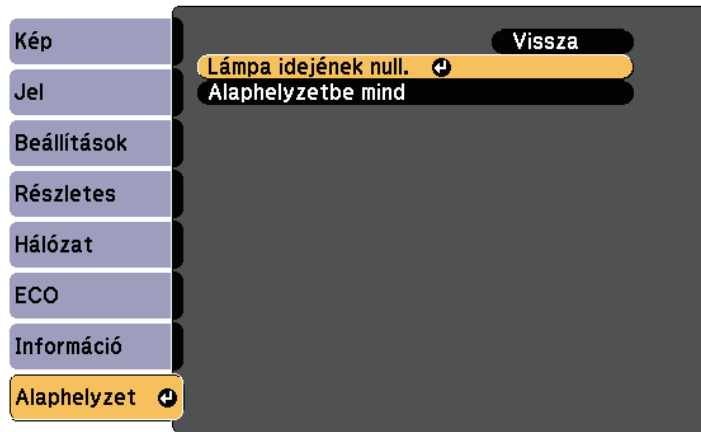 Kép
Jel
Beállítások
Részletes
Hálózat
ECO
Információ
Alaphelyzet
Vissza
Lámpa idejének null.
Alaphelyzetbe mind